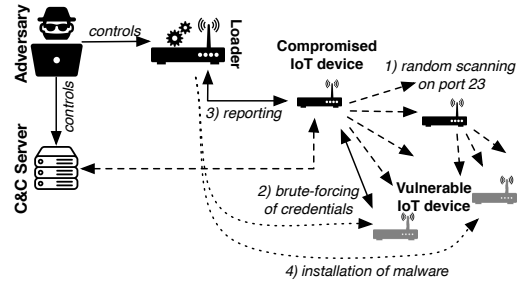 Adversary
controls
Loader
controls
C&C Server
Compromised
IoT device
1) random scanning
on port 23
3) reporting
2) brute-forcing
of credentials
Vulnerable
IoT device
4) installation of malware